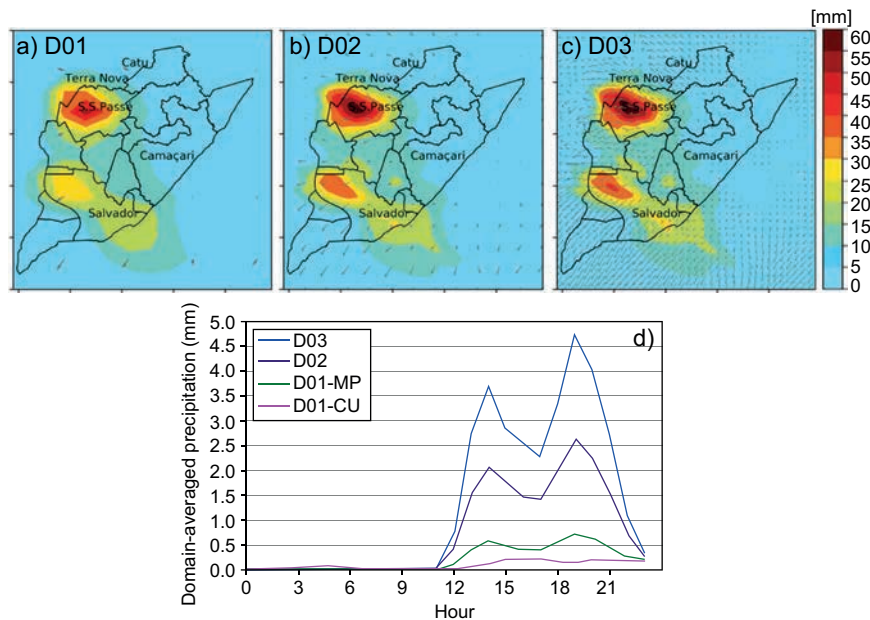 [mm]
a) D01
Catu
Terra Nova
S.S.Passe
Camaçari
Salvador
b) D02
Catu
Terra Nova
S.S.Passe
Camaçari
Salvador
c) D03
Catu
Terra Nova
S.S.Passe
Camaçari
Salvador
60
55
50
45
40
35
30
25
20
15
10
5
0
d)
D03
D02
D01-MP
D01-CU
Domain-averaged precipitation (mm)
5.0
4.5
4.0
3.5
3.0
2.5
2.0
1.5
1.0
0.5
0.0
0 3 6 9 12 15 18 21
Hour